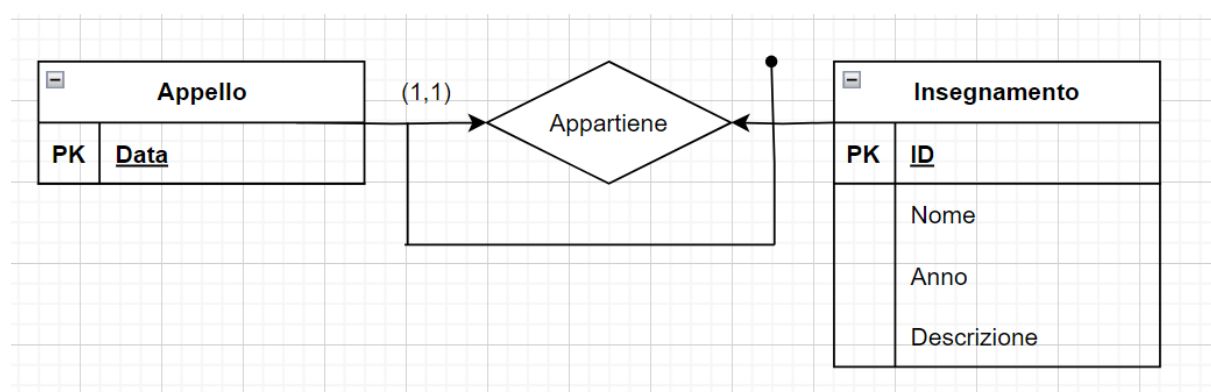 Appello
PK Data
(1,1)
Appartiene
Insegnamento
PK ID
Nome
Anno
Descrizione